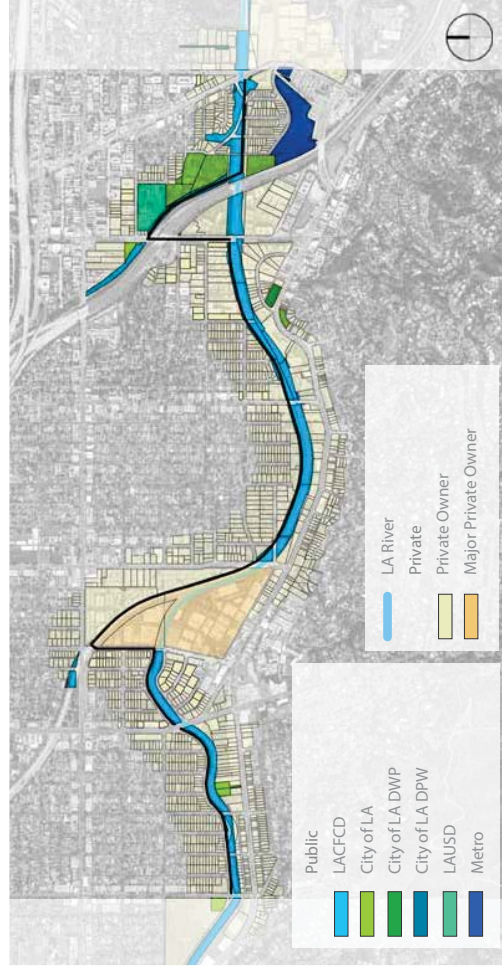 Public
LACFCD
City of LA
City of LA DWP
City of LA DPW
LAUSD
Metro
LA River
Private
Private Owner
Major Private Owner